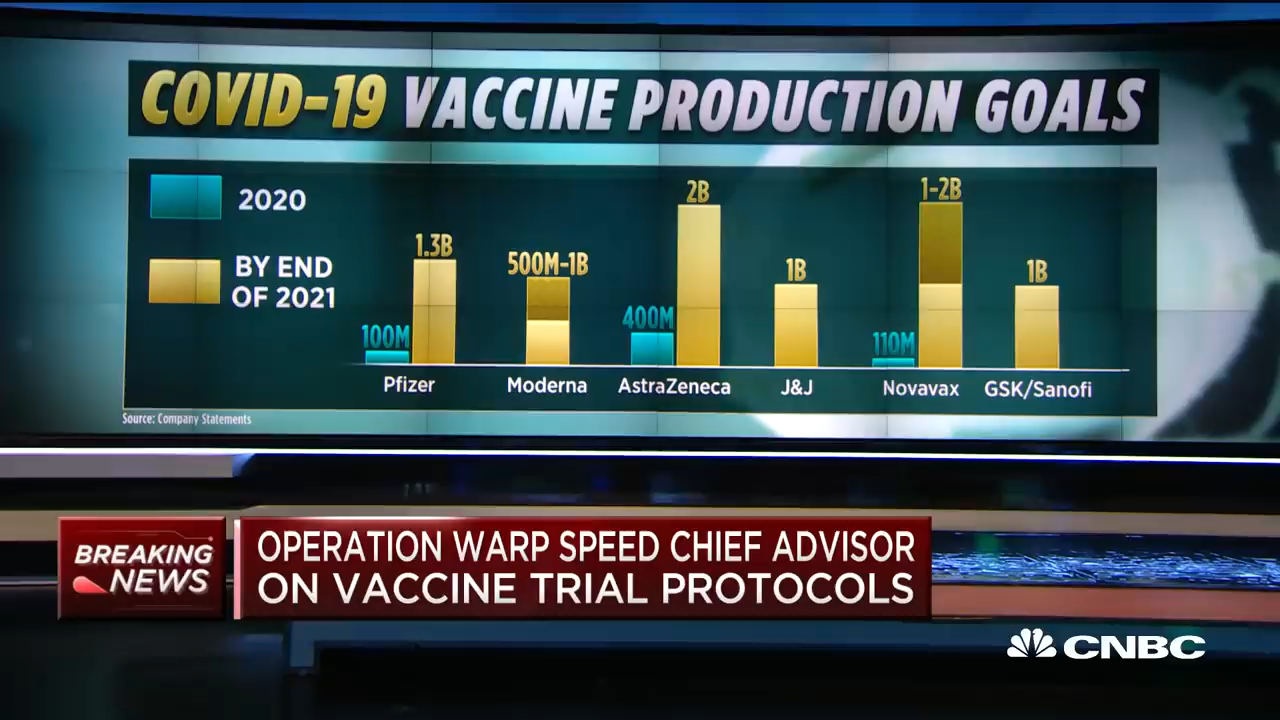 COVID-19 VACCINE PRODUCTION GOALS
2020
BY END
OF 2021
100M
1.3B
Pfizer
500M-1B
Moderna
400M
2B
AstraZeneca
1B
J&J
110M
1-2B
Novavax
1B
GSK/Sanofi
Source: Company Statements
BREAKING
NEWS
OPERATION WARP SPEED CHIEF ADVISOR
ON VACCINE TRIAL PROTOCOLS
CNBC